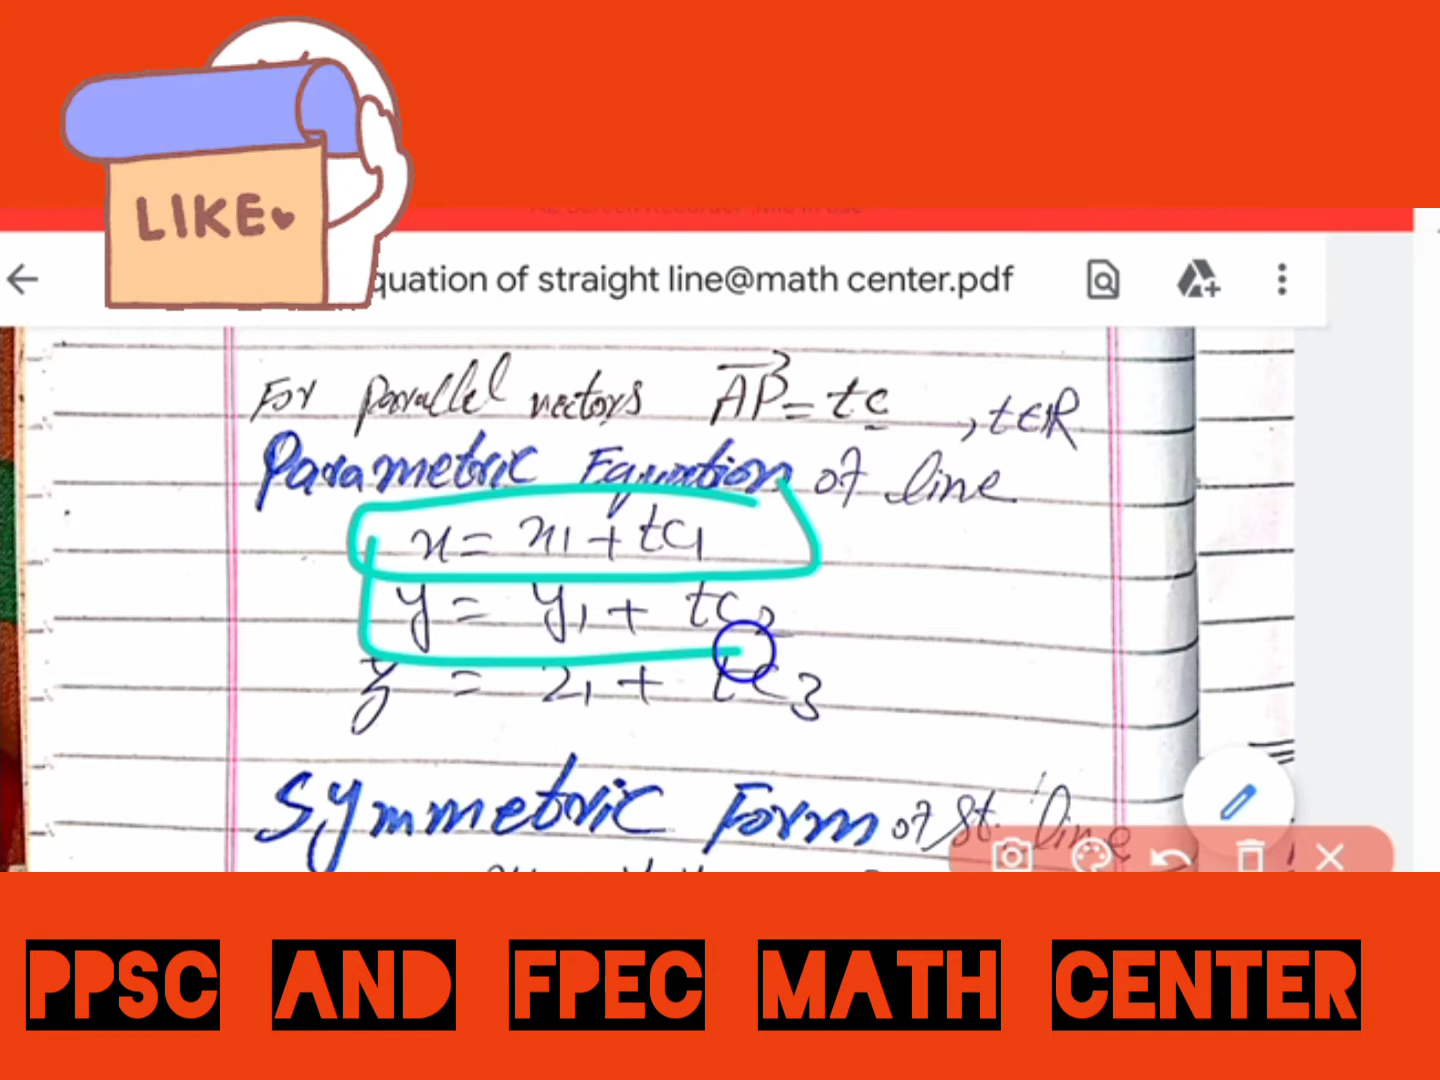 LIKE
quation of straight line@math center.pdf
For parallel vectors AP = tc , t∈R
Parametric Equation of line
x = x1 + tc1
y = y1 + tc2
z = z1 + tc3
Symmetric Form of St. line
PPSC AND FPEC MATH CENTER